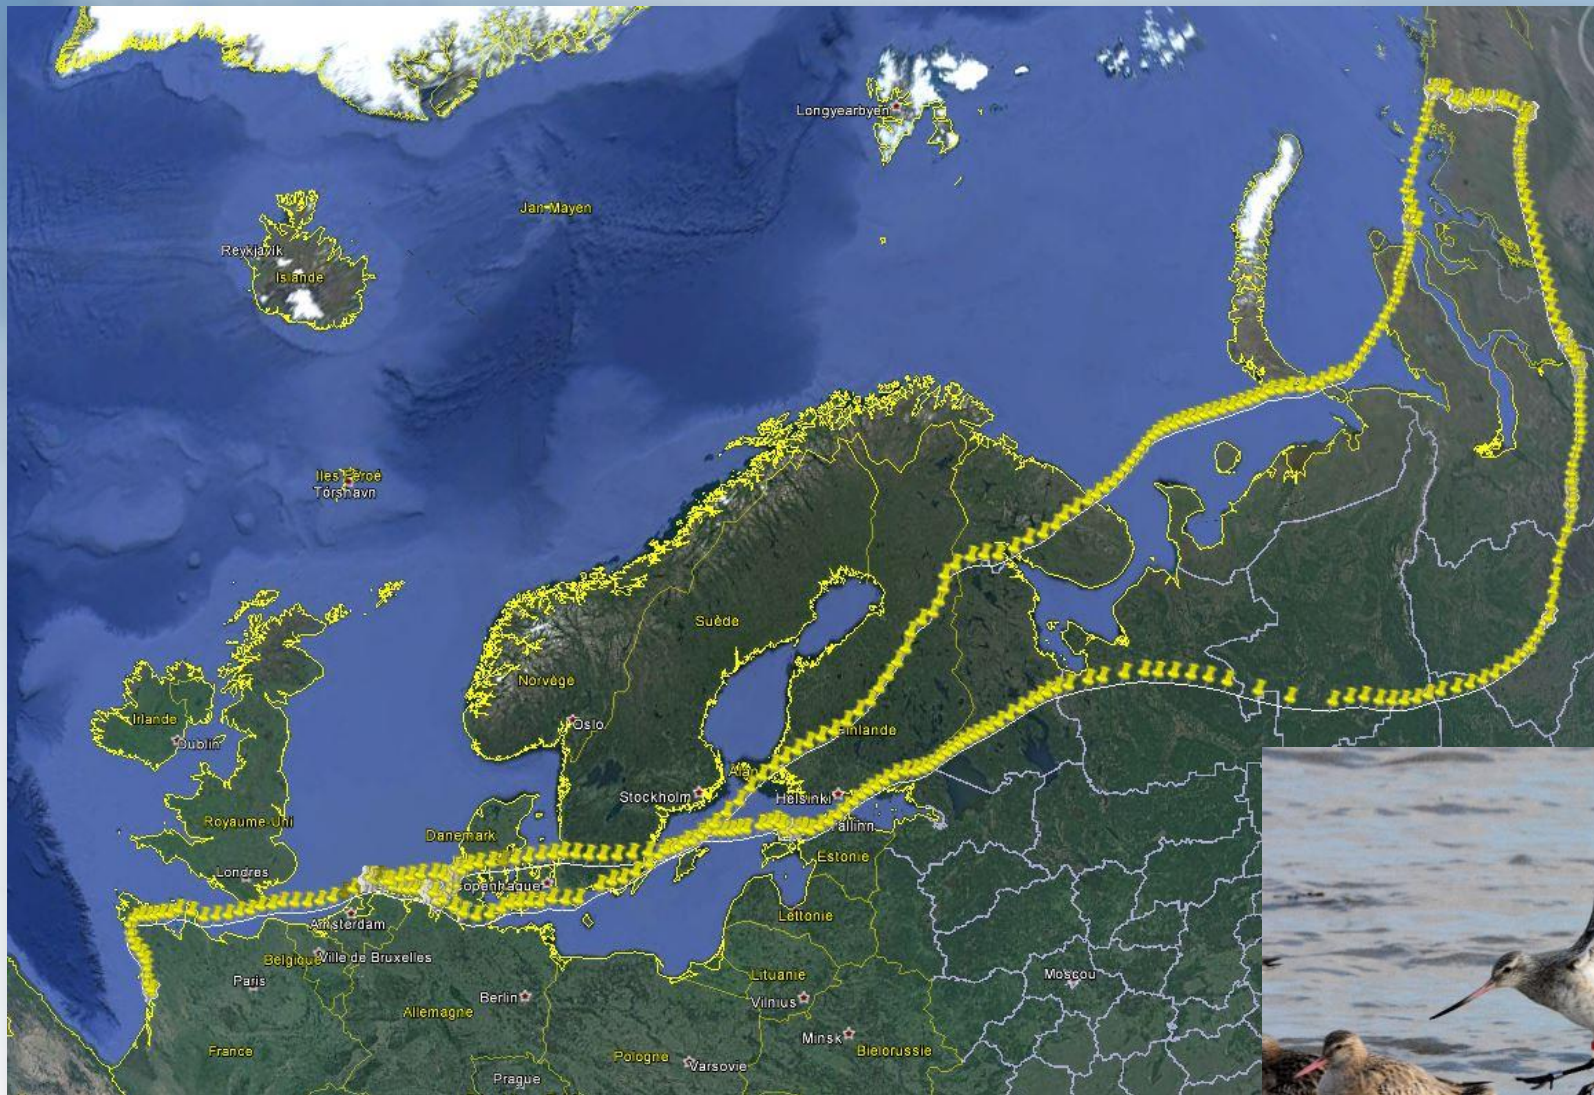 Longyearbyen
Jan Mayen
Reykjavik
Islande
Iles Féroé
Tórshavn
Suède
Norvège
Irlande
Oslo
Dublin
Finlande
Stockholm
Helsinki
Royaume-Uni
Danemark
Tallinn
Estonie
Londres
Copenhague
Amsterdam
Lettonie
Belgique
Ville de Bruxelles
Paris
Berlin
Allemagne
Lituanie
Vilnius
Moscou
Minsk
Biélorussie
France
Pologne
Varsovie
Prague